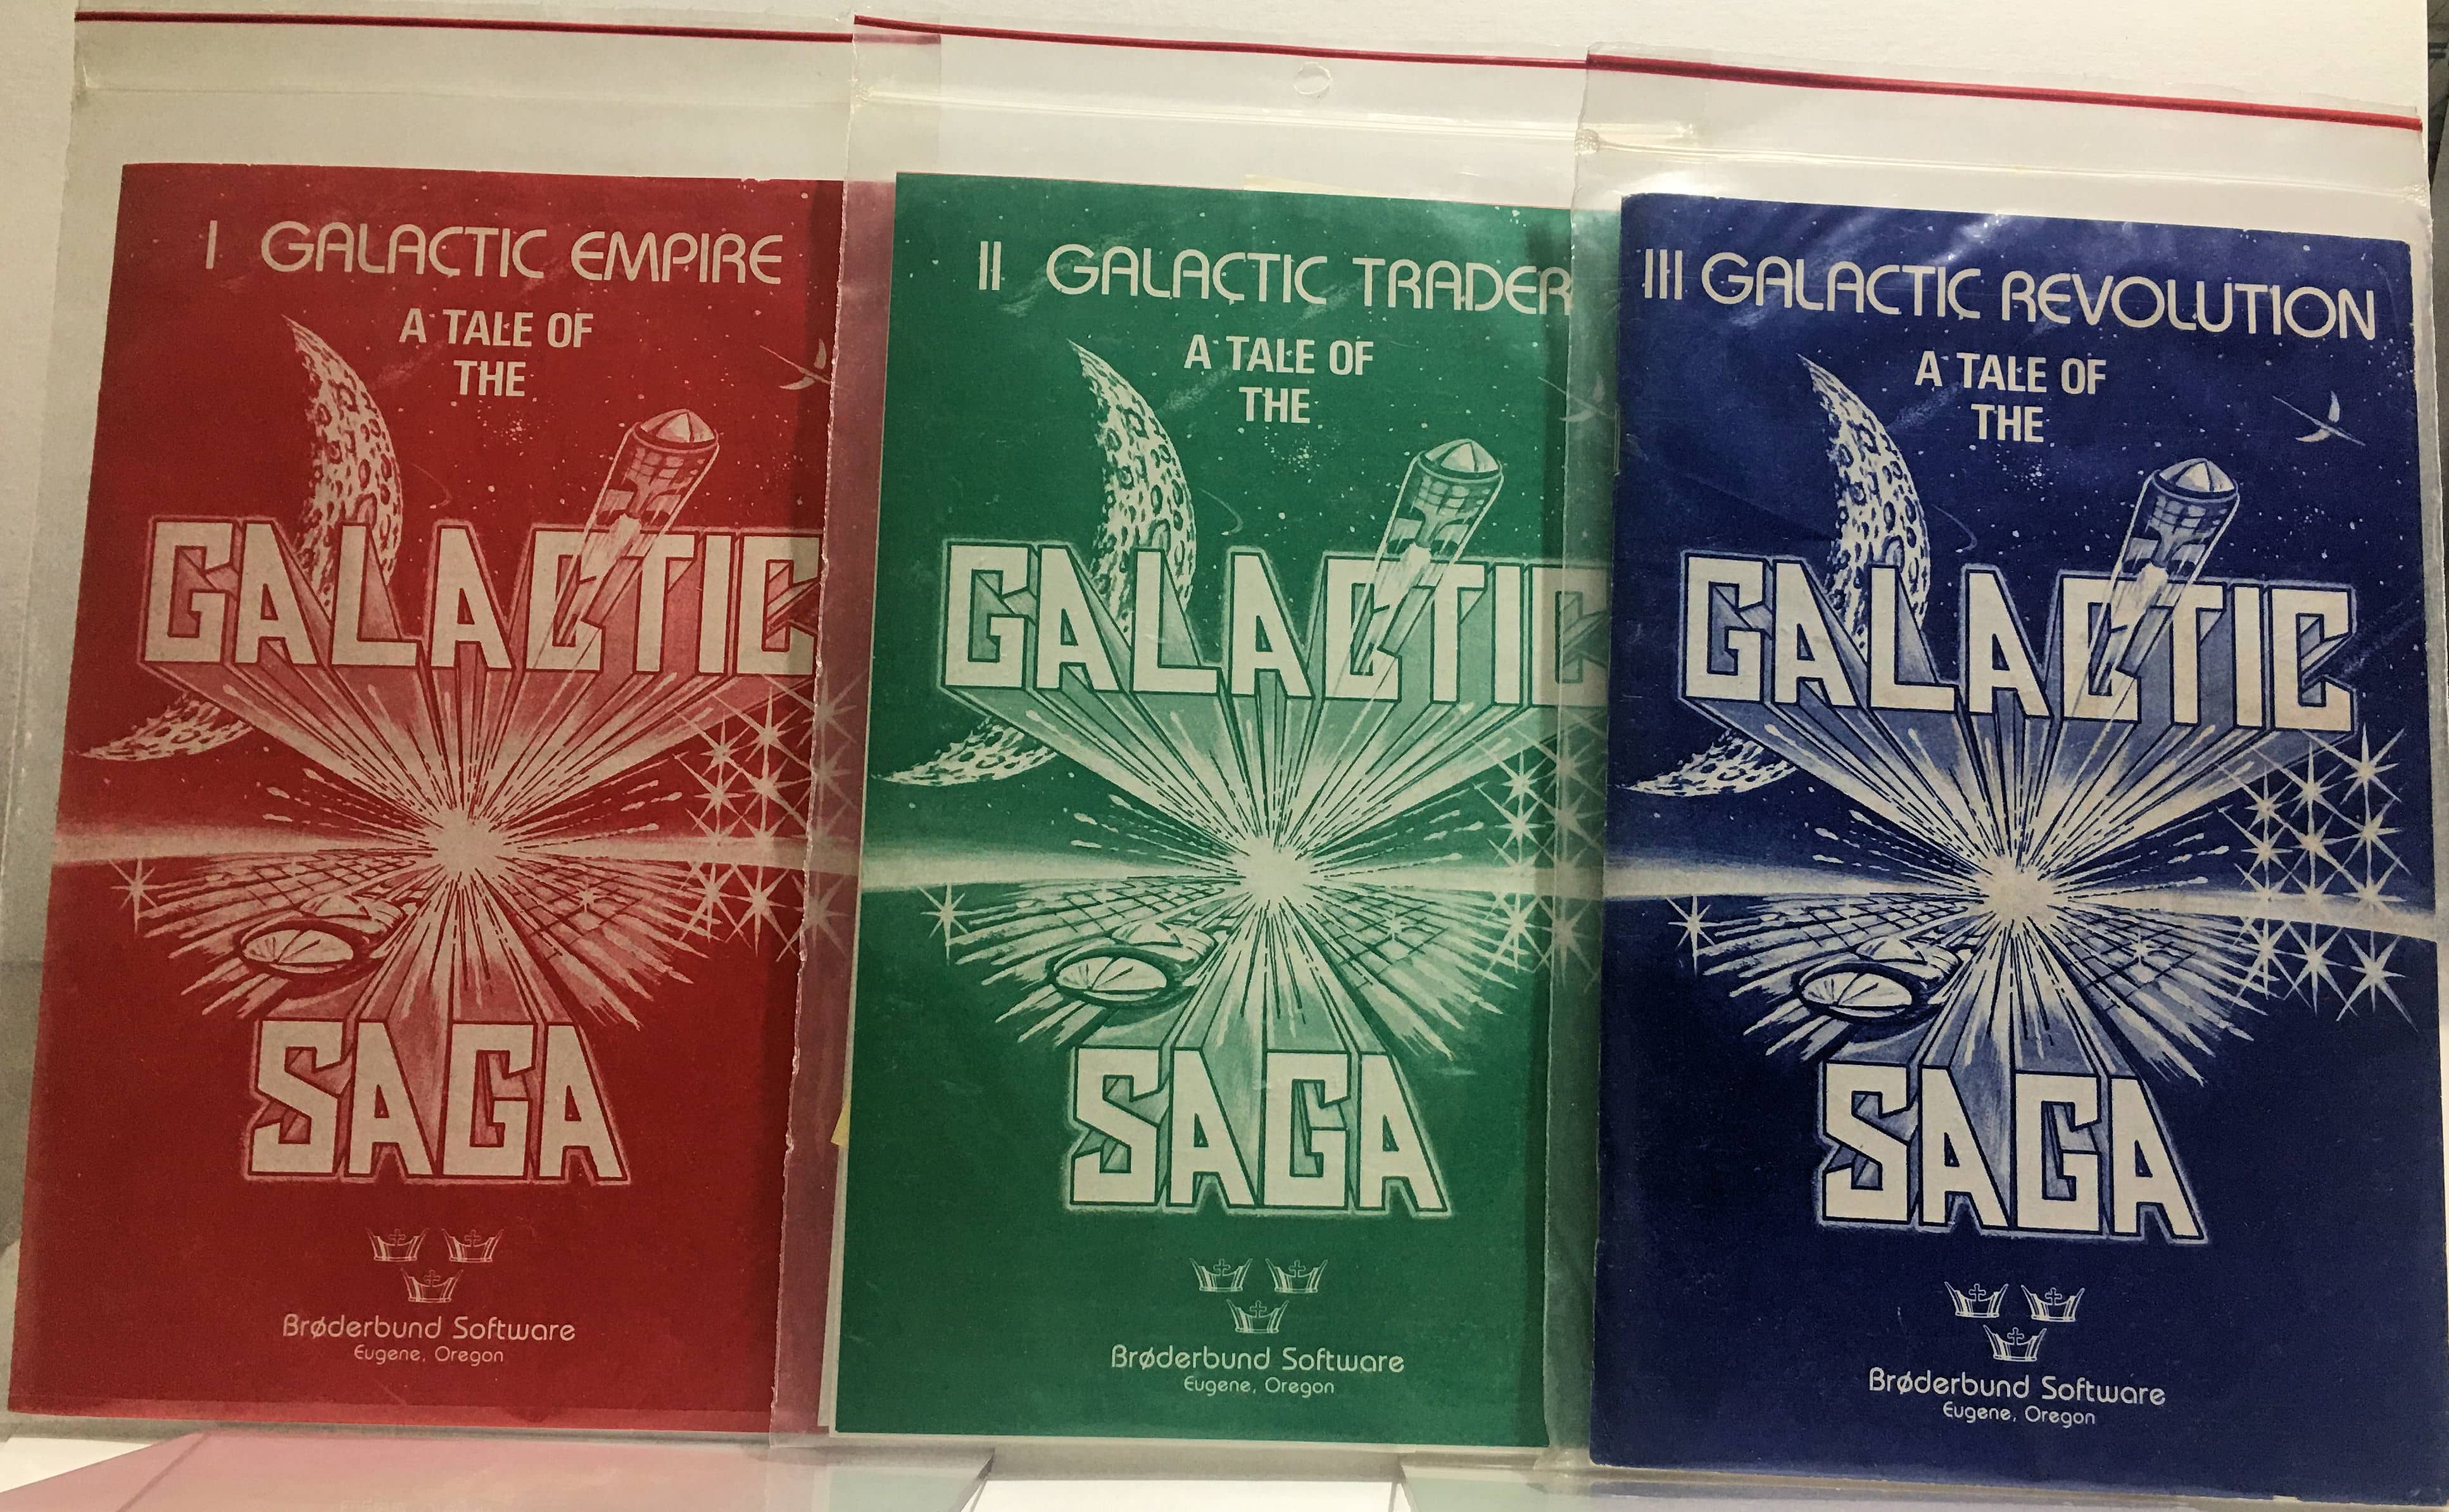 I GALACTIC EMPIRE
A TALE OF
THE
GALACTIC
SAGA
Brøderbund Software
Eugene, Oregon
II GALACTIC TRADER
A TALE OF
THE
GALACTIC
SAGA
Brøderbund Software
Eugene, Oregon
III GALACTIC REVOLUTION
A TALE OF
THE
GALACTIC
SAGA
Brøderbund Software
Eugene, Oregon